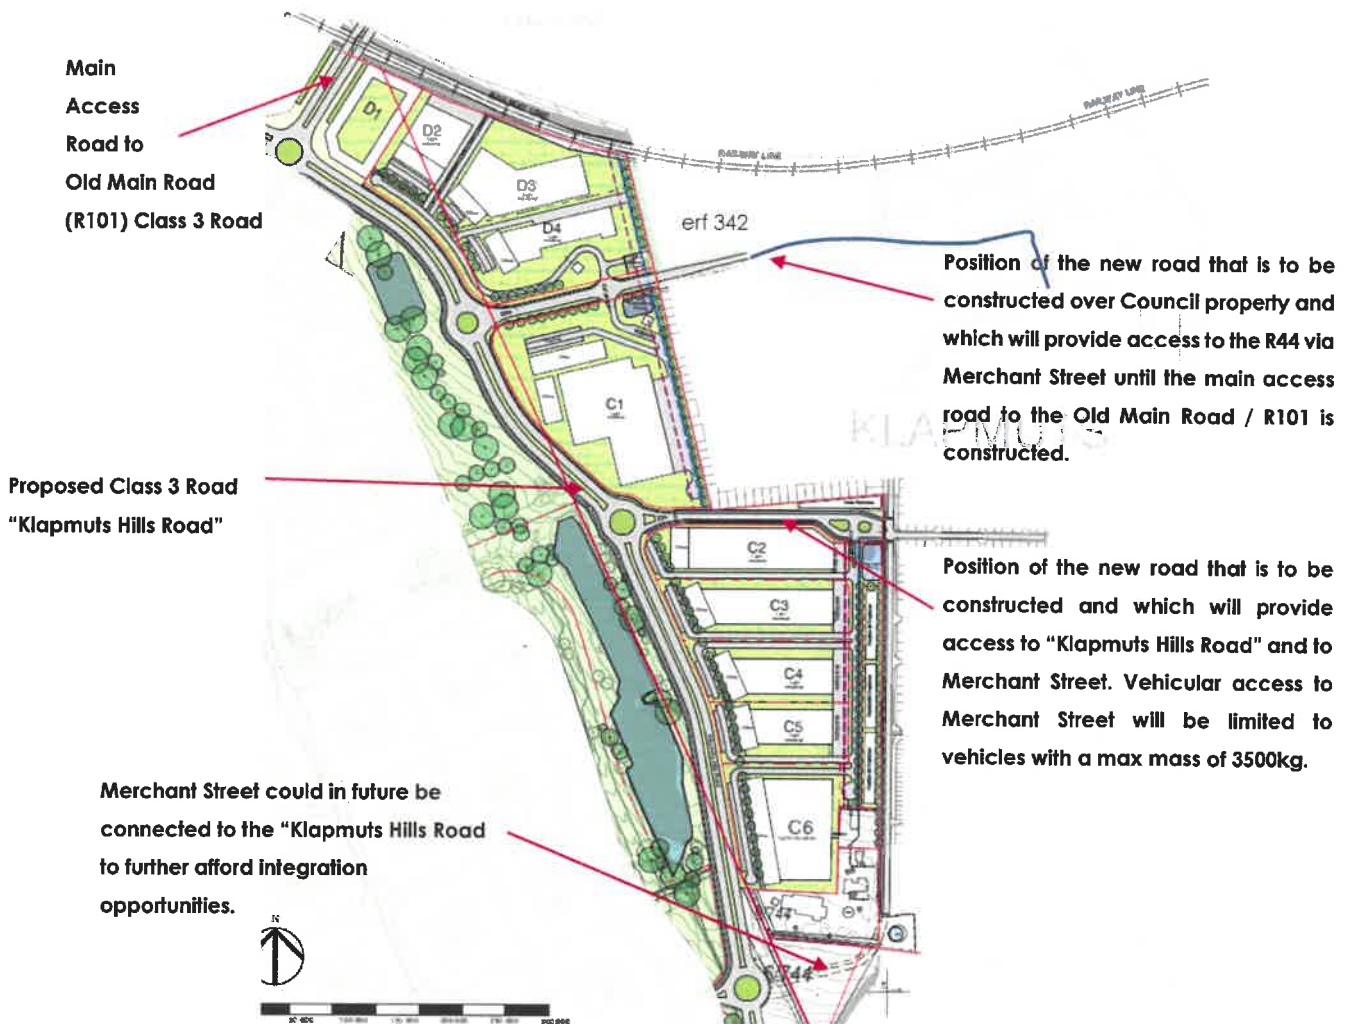 Main
Access
Road to
Old Main Road
(R101) Class 3 Road
RAILWAY LINE
RAILWAY LINE
RAILWAY LINE
D1
D2
D3
D4
erf 342
Position of the new road that is to be
constructed over Council property and
which will provide access to the R44 via
Merchant Street until the main access
road to the Old Main Road / R101 is
constructed.
KLAPMUTS
C1
Proposed Class 3 Road
“Klapmuts Hills Road”
C2
C3
C4
C5
C6
Position of the new road that is to be
constructed and which will provide
access to “Klapmuts Hills Road” and to
Merchant Street. Vehicular access to
Merchant Street will be limited to
vehicles with a max mass of 3500kg.
Merchant Street could in future be
connected to the “Klapmuts Hills Road
to further afford integration
opportunities.
N
6/744